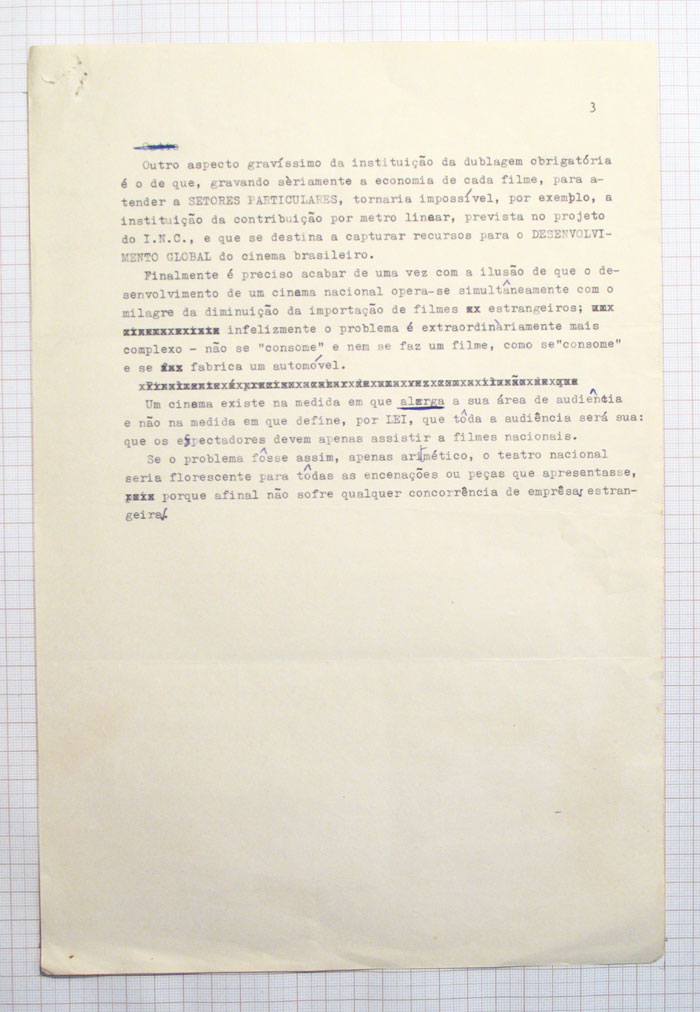 3
Outro
Outro aspecto gravíssimo da instituição da dublagem obrigatória
é o de que, gravando sèriamente a economia de cada filme, para a-
tender a SETORES PARTICULARES, tornaria impossível, por exemplo, a
instituição da contribuição por metro linear, prevista no projeto
do I.N.C., e que se destina a capturar recursos para o DESENVOLVI-
MENTO GLOBAL do cinema brasileiro.
Finalmente é preciso acabar de uma vez com a ilusão de que o de-
senvolvimento de um cinema nacional opera-se simultâneamente com o
milagre da diminuição da importação de filmes estrangeiros;
infelizmente o problema é extraordinàriamente mais
complexo - não se "consome" e nem se faz um filme, como se"consome"
e se fabrica um automóvel.
Um cinema existe na medida em que alarga a sua área de audiência
e não na medida em que define, por LEI, que tôda a audiência será sua:
que os espectadores devem apenas assistir a filmes nacionais.
Se o problema fôsse assim, apenas aritmético, o teatro nacional
seria florescente para tôdas as encenações ou peças que apresentasse,
porque afinal não sofre qualquer concorrência de emprêsas estran-
geiras.